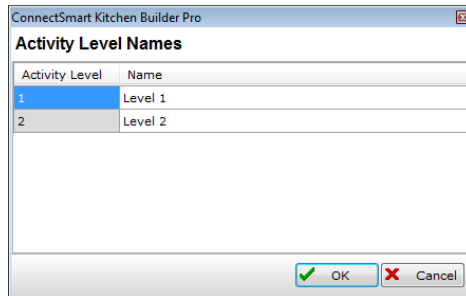 ConnectSmart Kitchen Builder Pro
Activity Level Names
Activity Level Name
1 Level 1
2 Level 2
OK Cancel